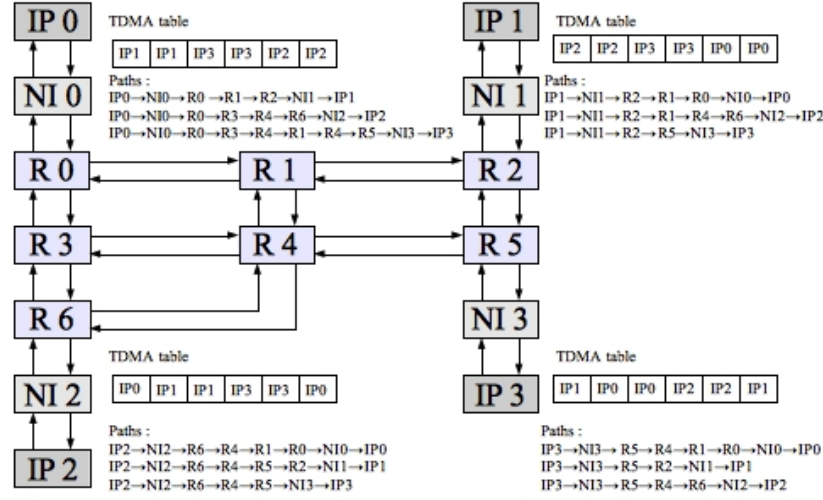 IP 0
TDMA table
IP1 IP1 IP3 IP3 IP2 IP2
Paths :
IP0→NI0→R0→R1→R2→NI1→IP1
IP0→NI0→R0→R3→R4→R6→NI2→IP2
IP0→NI0→R0→R3→R4→R1→R4→R5→NI3→IP3
NI 0
IP 1
TDMA table
IP2 IP2 IP3 IP3 IP0 IP0
Paths :
IP1→NI1→R2→R1→R0→NI0→IP0
IP1→NI1→R2→R1→R4→R6→NI2→IP2
IP1→NI1→R2→R5→NI3→IP3
NI 1
R 0
R 1
R 2
R 3
R 4
R 5
R 6
NI 3
TDMA table
IP0 IP1 IP1 IP3 IP3 IP0
NI 2
Paths :
IP2→NI2→R6→R4→R1→R0→NI0→IP0
IP2→NI2→R6→R4→R5→R2→NI1→IP1
IP2→NI2→R6→R4→R5→NI3→IP3
IP 2
TDMA table
IP1 IP0 IP0 IP2 IP2 IP1
IP 3
Paths :
IP3→NI3→R5→R4→R1→R0→NI0→IP0
IP3→NI3→R5→R2→NI1→IP1
IP3→NI3→R5→R4→R6→NI2→IP2